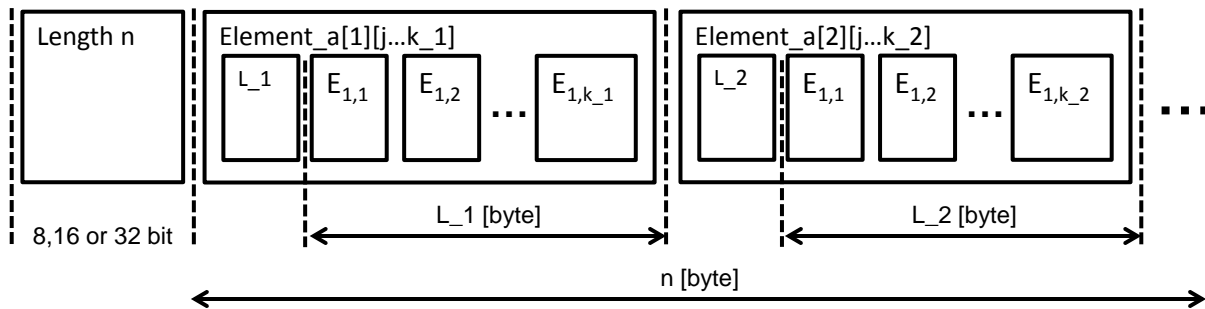 Length n
Element_a[1][j...k_1]
L_1 E1,1 E1,2 ... E1,k_1
Element_a[2][j...k_2]
L_2 E1,1 E1,2 ... E1,k_2
...
8,16 or 32 bit
L_1 [byte]
L_2 [byte]
n [byte]